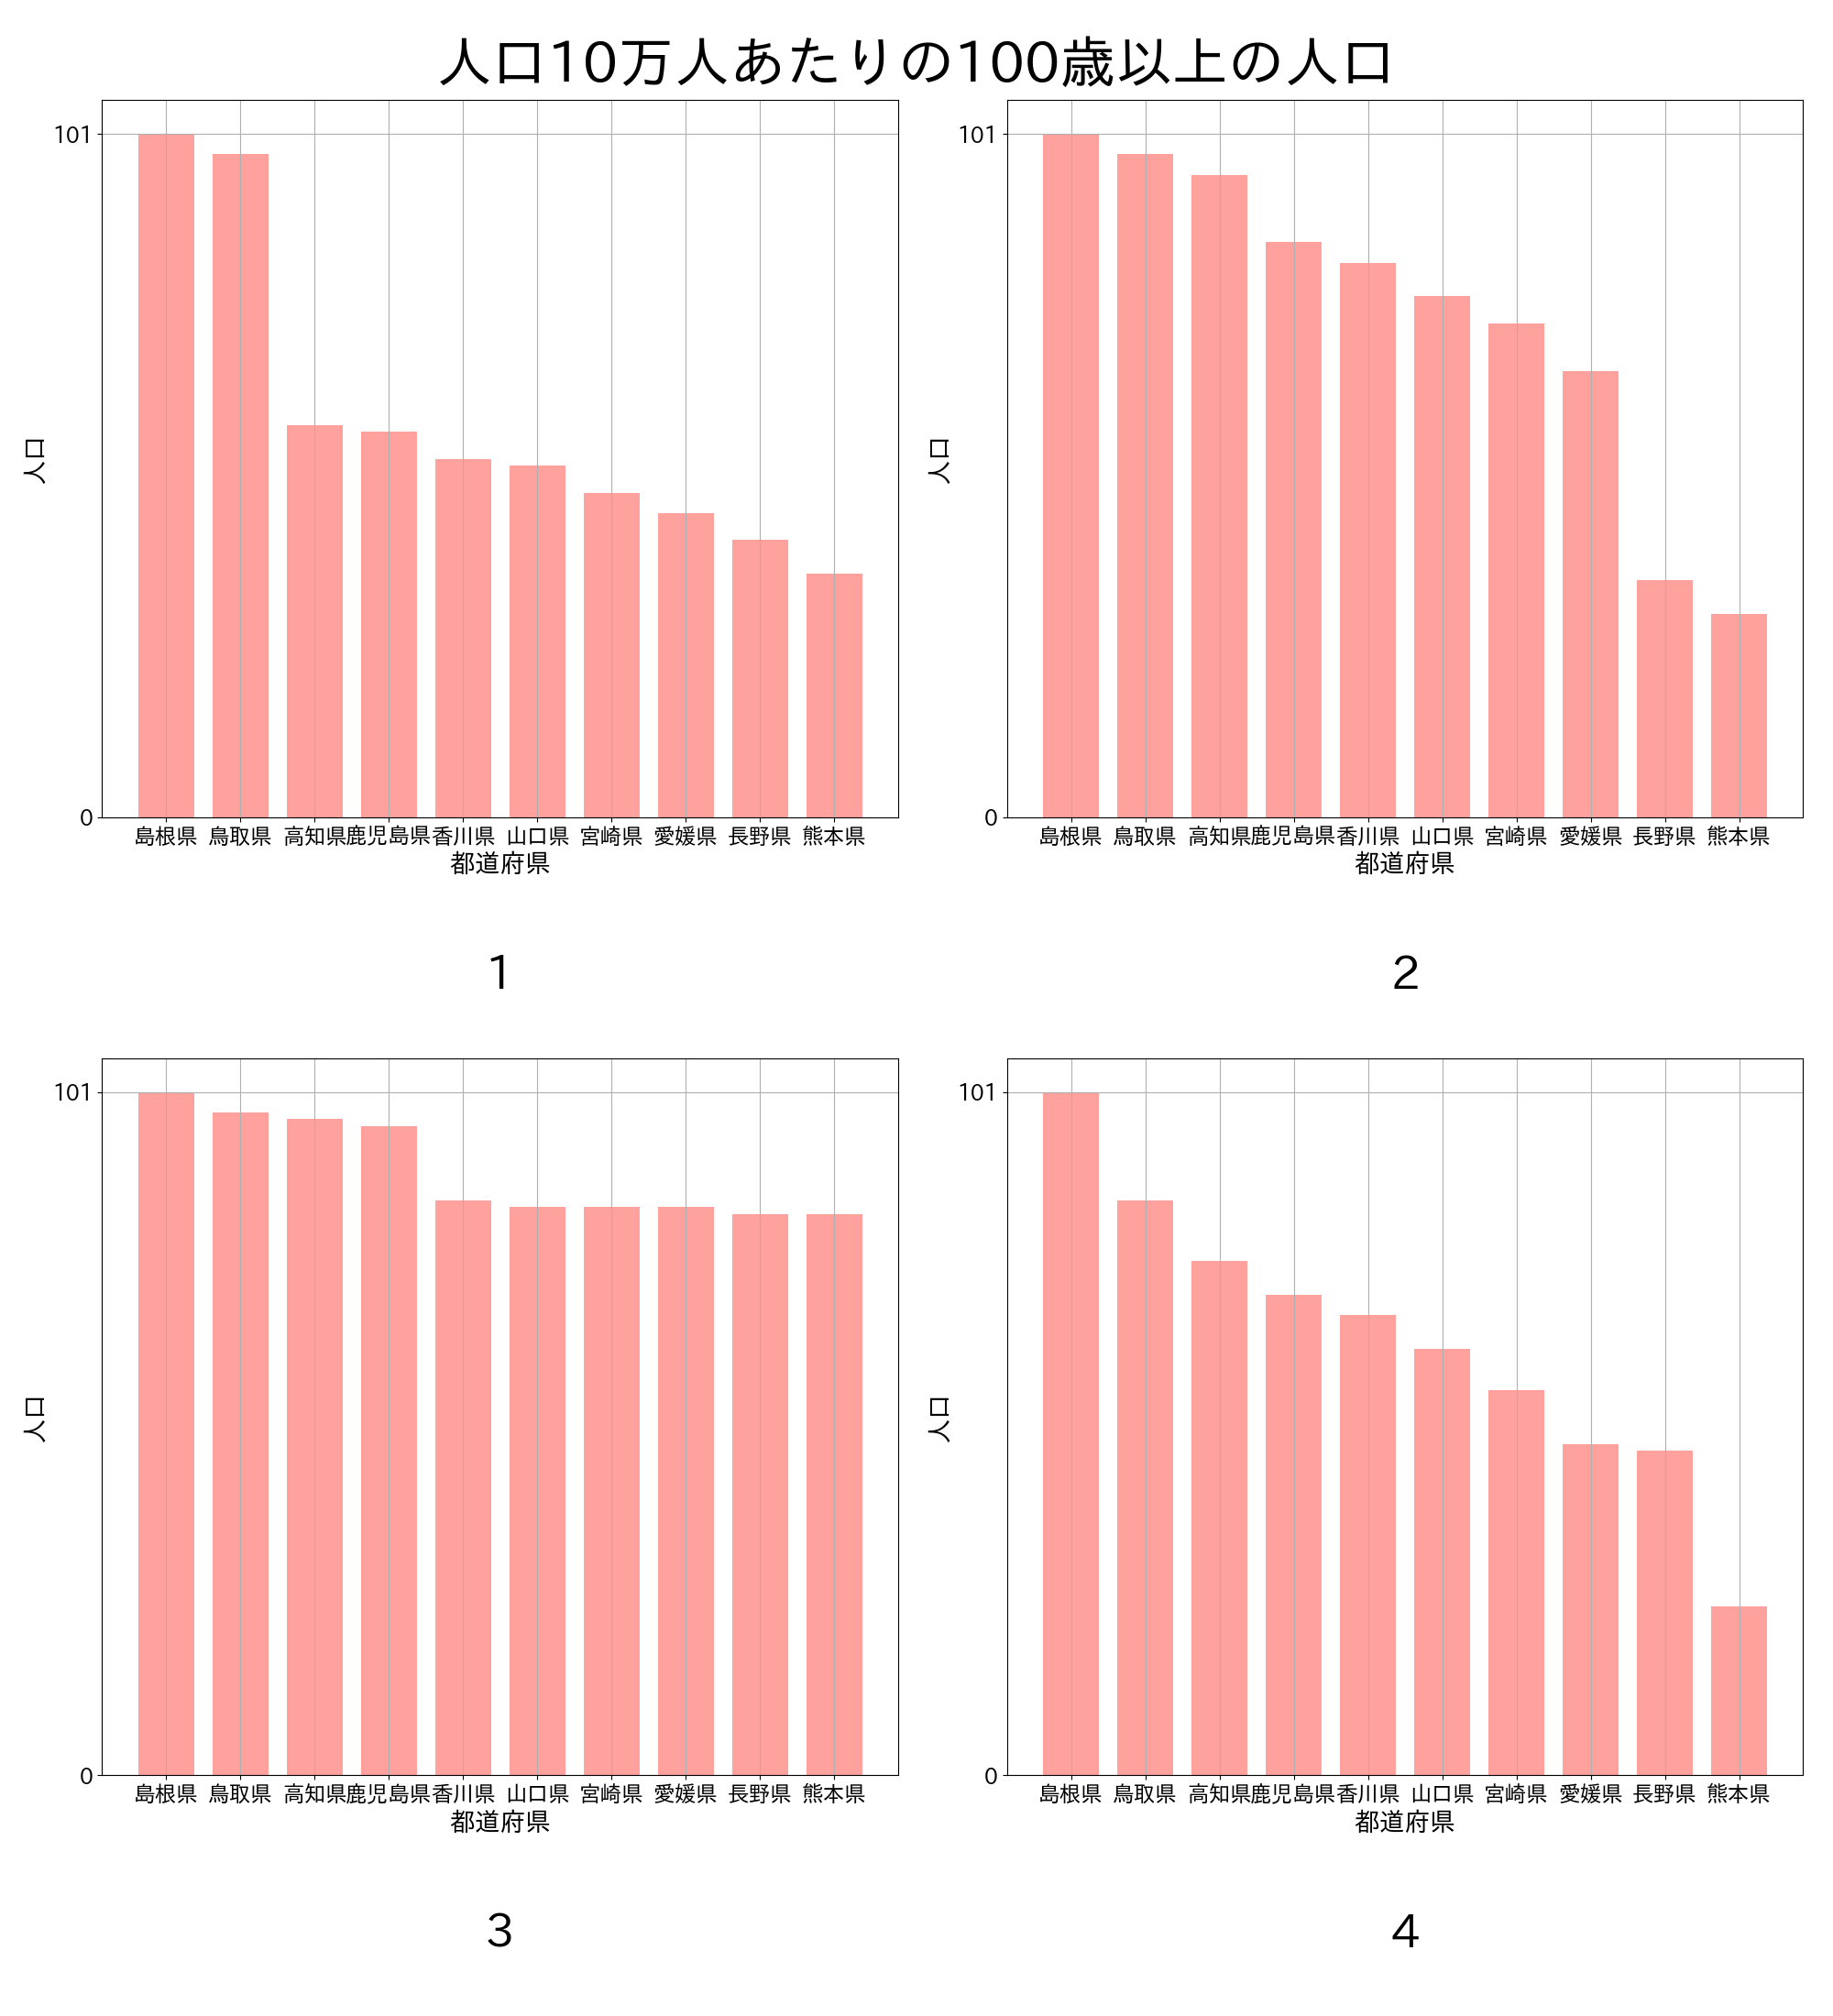 人口10万人あたりの100歳以上の人口
101
0
人口
島根県 鳥取県 高知県 鹿児島県 香川県 山口県 宮崎県 愛媛県 長野県 熊本県
都道府県
1
101
0
人口
島根県 鳥取県 高知県 鹿児島県 香川県 山口県 宮崎県 愛媛県 長野県 熊本県
都道府県
2
101
0
人口
島根県 鳥取県 高知県 鹿児島県 香川県 山口県 宮崎県 愛媛県 長野県 熊本県
都道府県
3
101
0
人口
島根県 鳥取県 高知県 鹿児島県 香川県 山口県 宮崎県 愛媛県 長野県 熊本県
都道府県
4